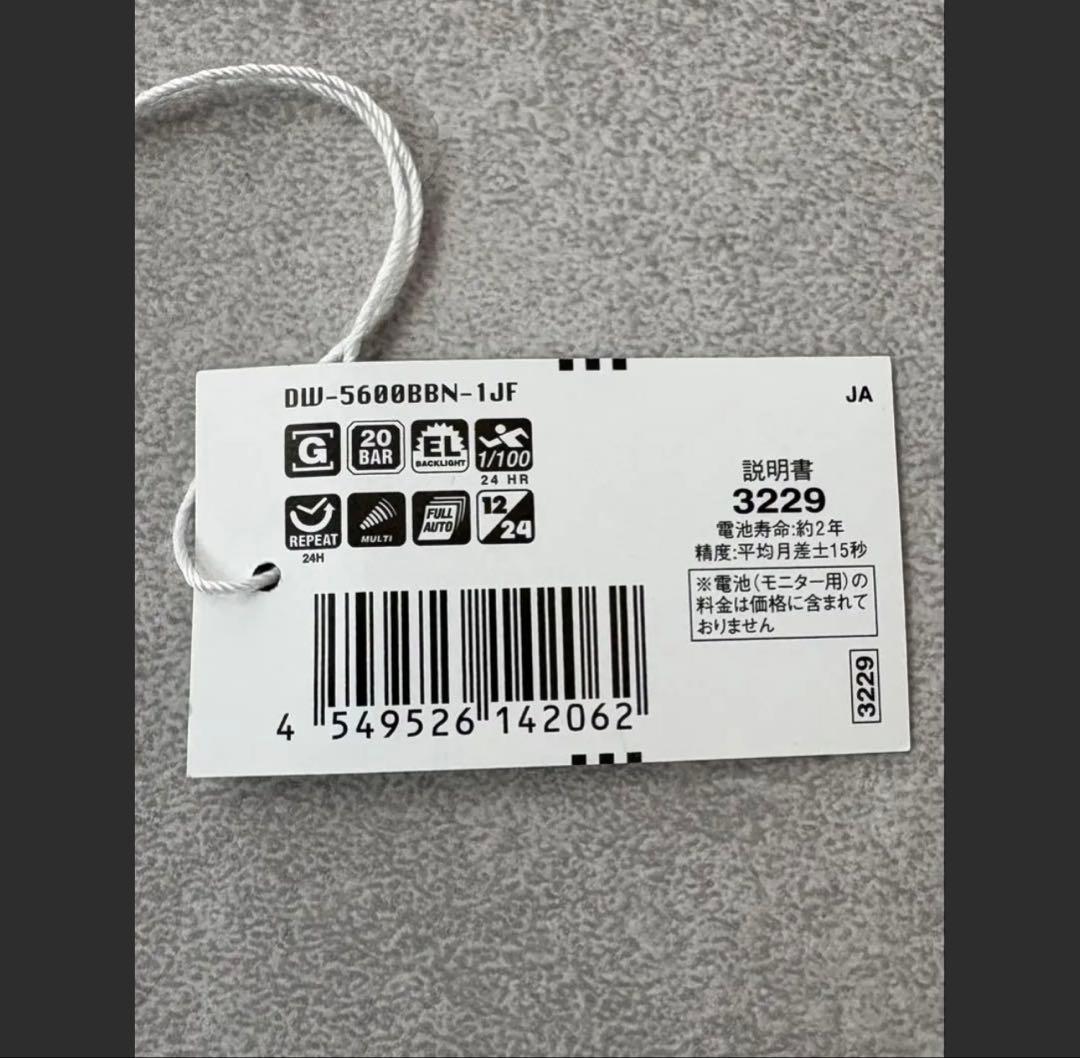 DW-5600BBN-1JF
JA
G
20
BAR
EL
BACKLIGHT
1/100
24 HR
REPEAT
24H
MULTI
FULL
AUTO
12
24
説明書
3229
電池寿命:約2年
精度:平均月差±15秒
※電池(モニター用)の
料金は価格に含まれて
おりません
3229
4 549526 142062